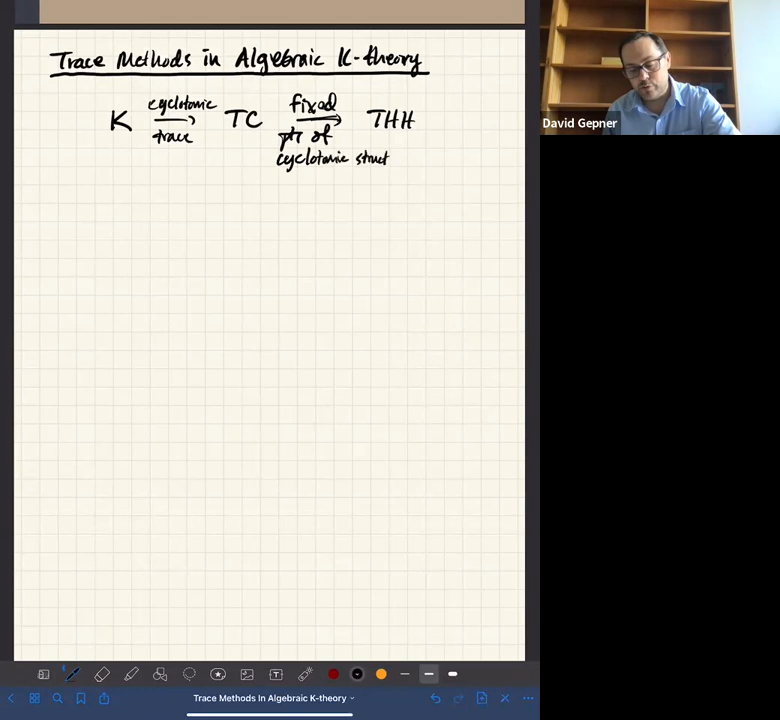 Trace Methods in Algebraic K-theory
K cyclotomic trace → TC fixed pts of cyclotomic struct → THH
David Gepner
Trace Methods In Algebraic K-theory